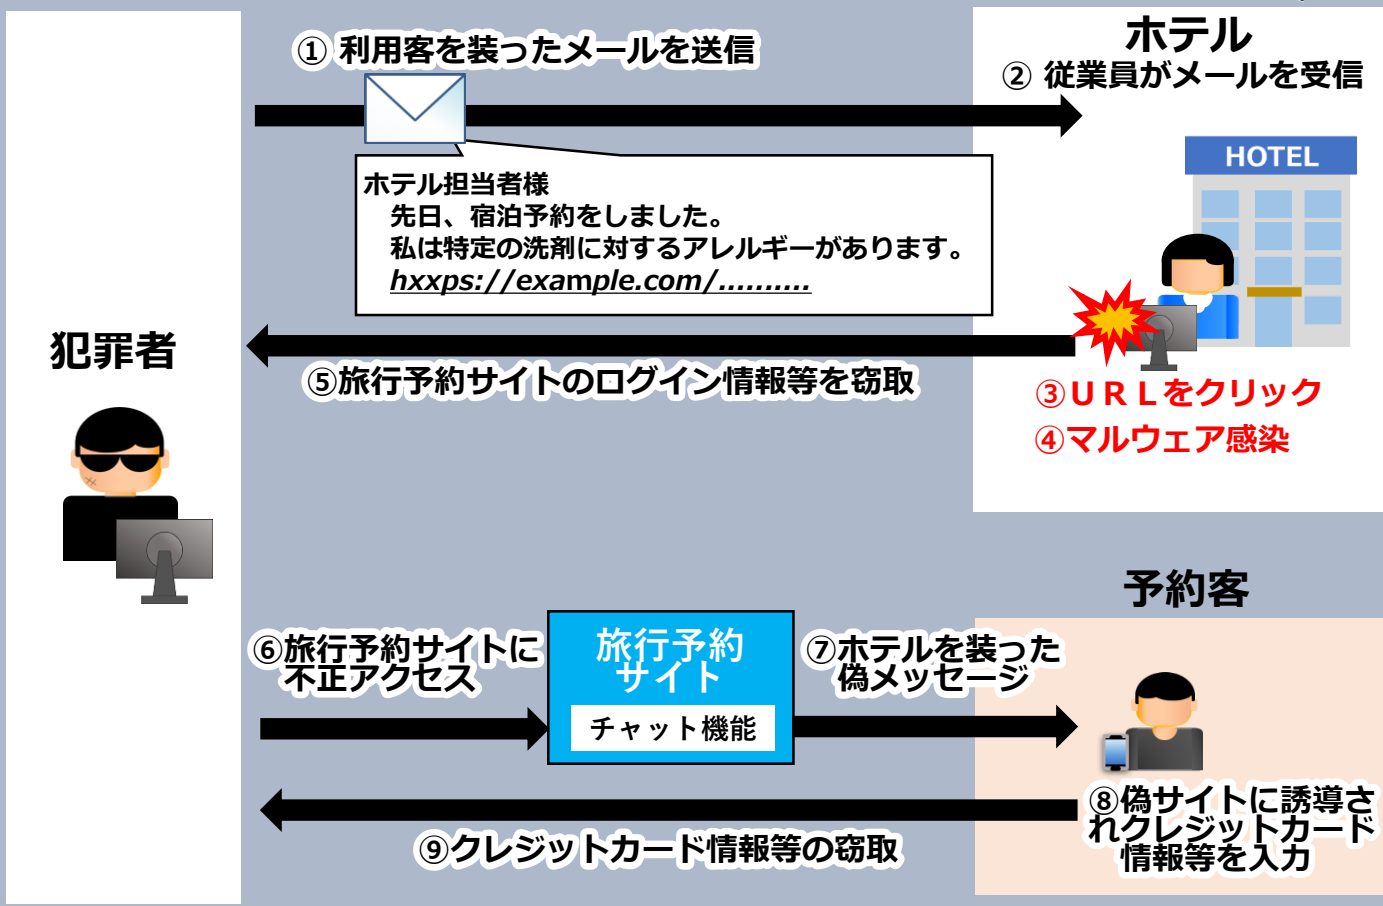 ① 利用客を装ったメールを送信
ホテル
② 従業員がメールを受信
HOTEL
ホテル担当者様
先日、宿泊予約をしました。
私は特定の洗剤に対するアレルギーがあります。
hxxps://example.com/..........
犯罪者
⑤旅行予約サイトのログイン情報等を窃取
③ＵＲＬをクリック
④マルウェア感染
予約客
⑥旅行予約サイトに
不正アクセス
旅行予約
サイト
チャット機能
⑦ホテルを装った
偽メッセージ
⑧偽サイトに誘導さ
れクレジットカード
情報等を入力
⑨クレジットカード情報等の窃取